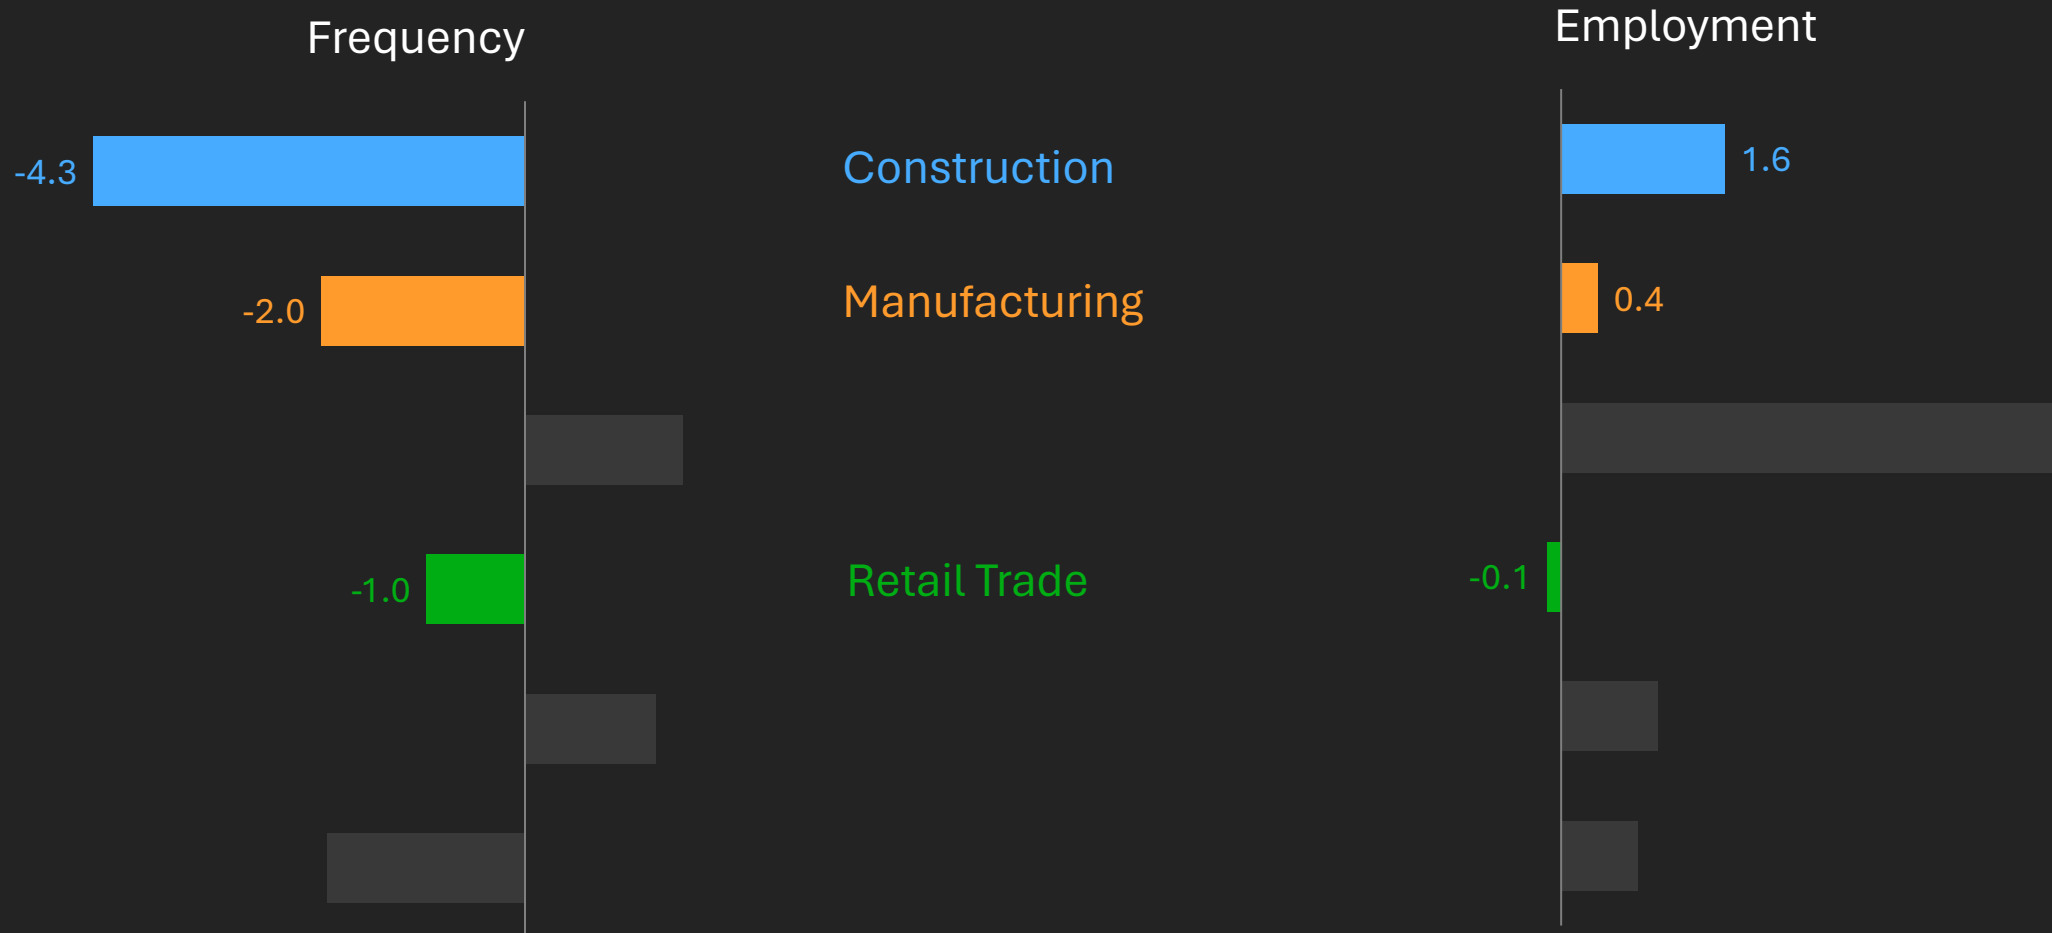 Frequency
Employment
-4.3
Construction
1.6
-2.0
Manufacturing
0.4
-1.0
Retail Trade
-0.1